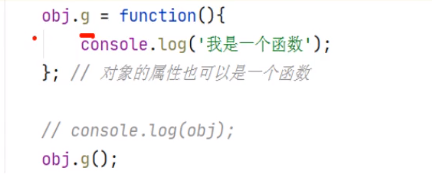 obj.g = function(){
console.log('我是一个函数');
}; // 对象的属性也可以是一个函数
// console.log(obj);
obj.g();